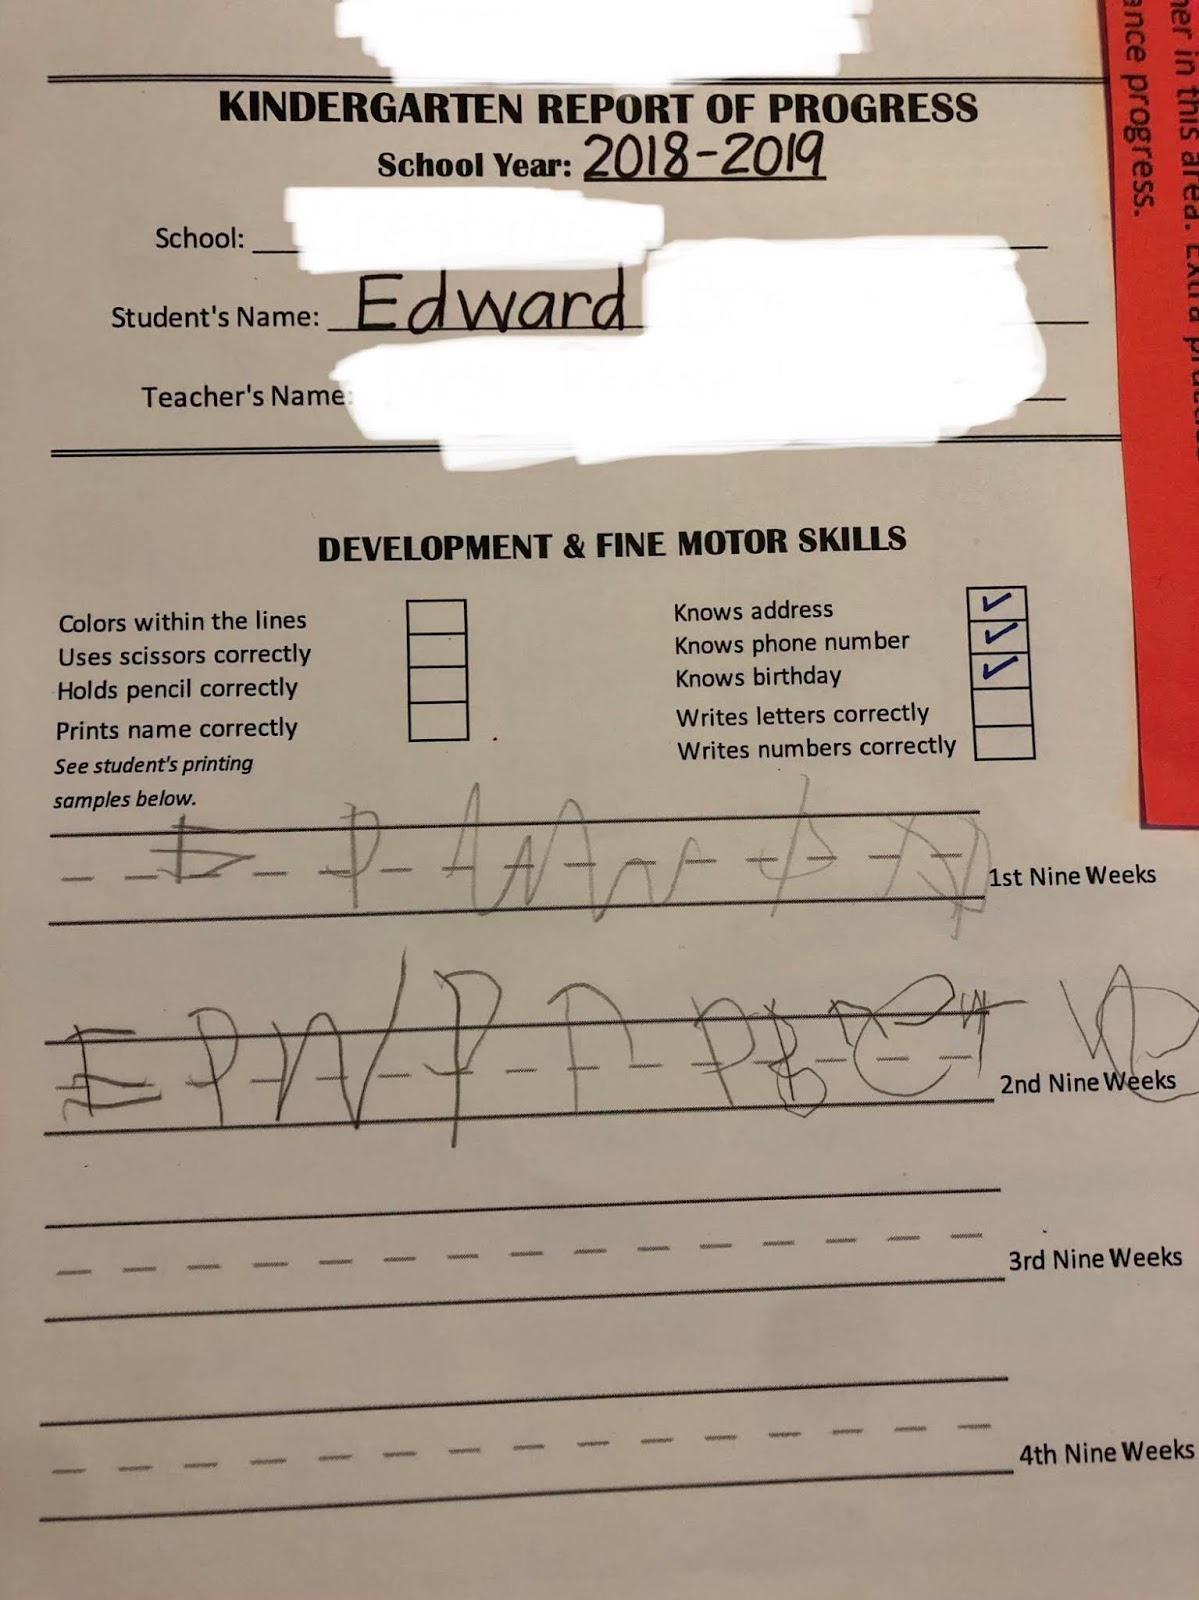 KINDERGARTEN REPORT OF PROGRESS
School Year: 2018-2019
School:
Student's Name: Edward
Teacher's Name:
DEVELOPMENT & FINE MOTOR SKILLS
Colors within the lines
Uses scissors correctly
Holds pencil correctly
Prints name correctly
See student's printing
samples below.
Knows address
Knows phone number
Knows birthday
Writes letters correctly
Writes numbers correctly
1st Nine Weeks
2nd Nine Weeks
3rd Nine Weeks
4th Nine Weeks
her in this area. Extra
ance progress.